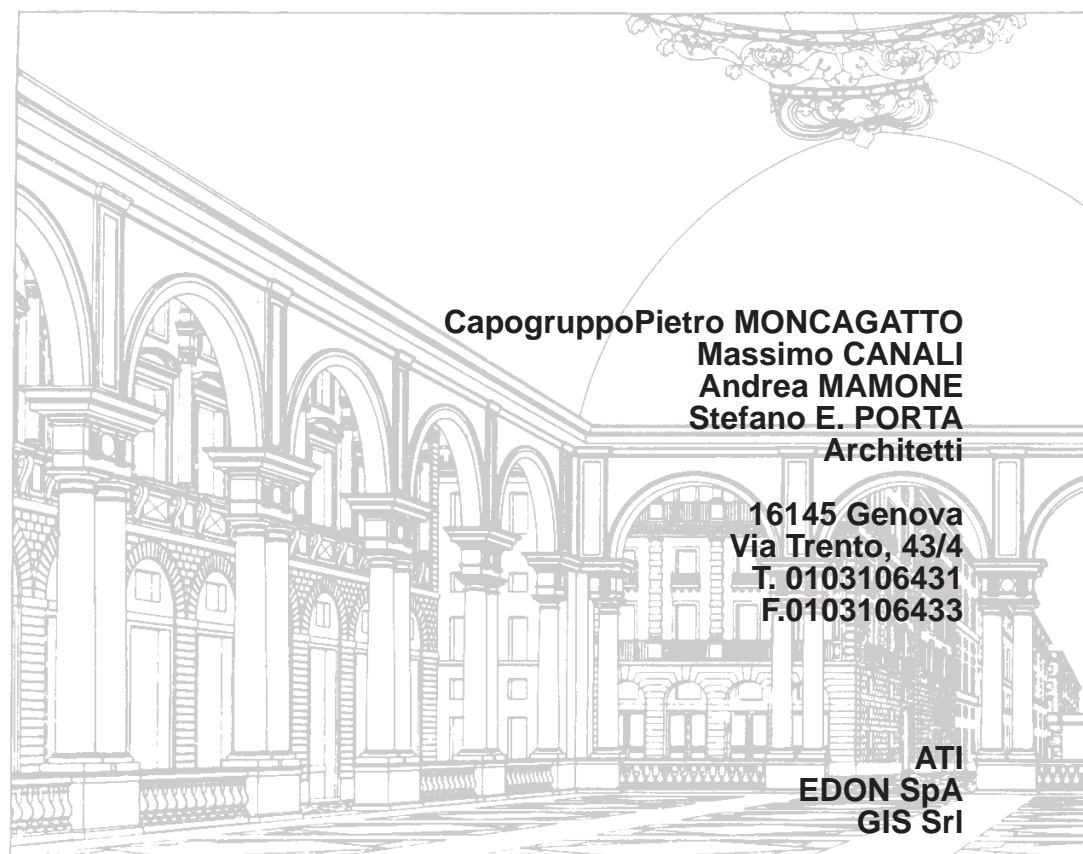 CapogruppoPietro MONCAGATTO
Massimo CANALI
Andrea MAMONE
Stefano E. PORTA
Architetti
16145 Genova
Via Trento, 43/4
T. 0103106431
F.0103106433
ATI
EDON SpA
GIS Srl